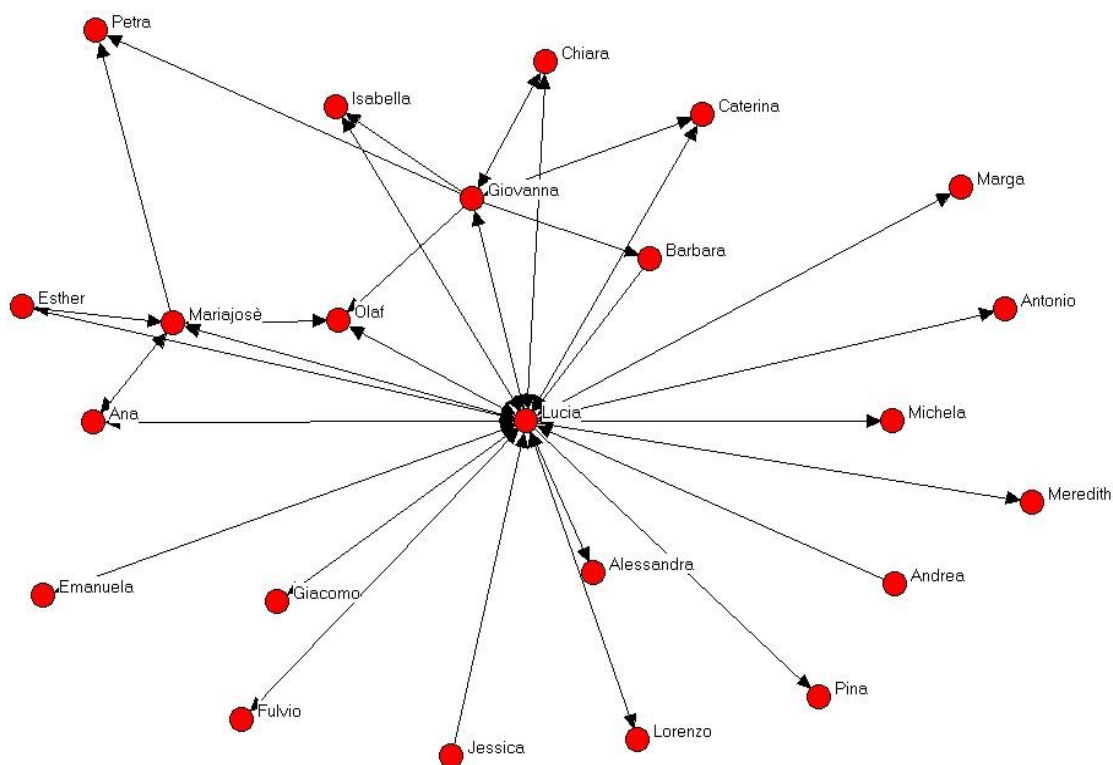 Petra
Chiara
Isabella
Caterina
Marga
Giovanna
Barbara
Esther
Mariajosè
Olaf
Antonio
Ana
Lucia
Michela
Meredith
Emanuela
Giacomo
Alessandra
Andrea
Fulvio
Pina
Jessica
Lorenzo